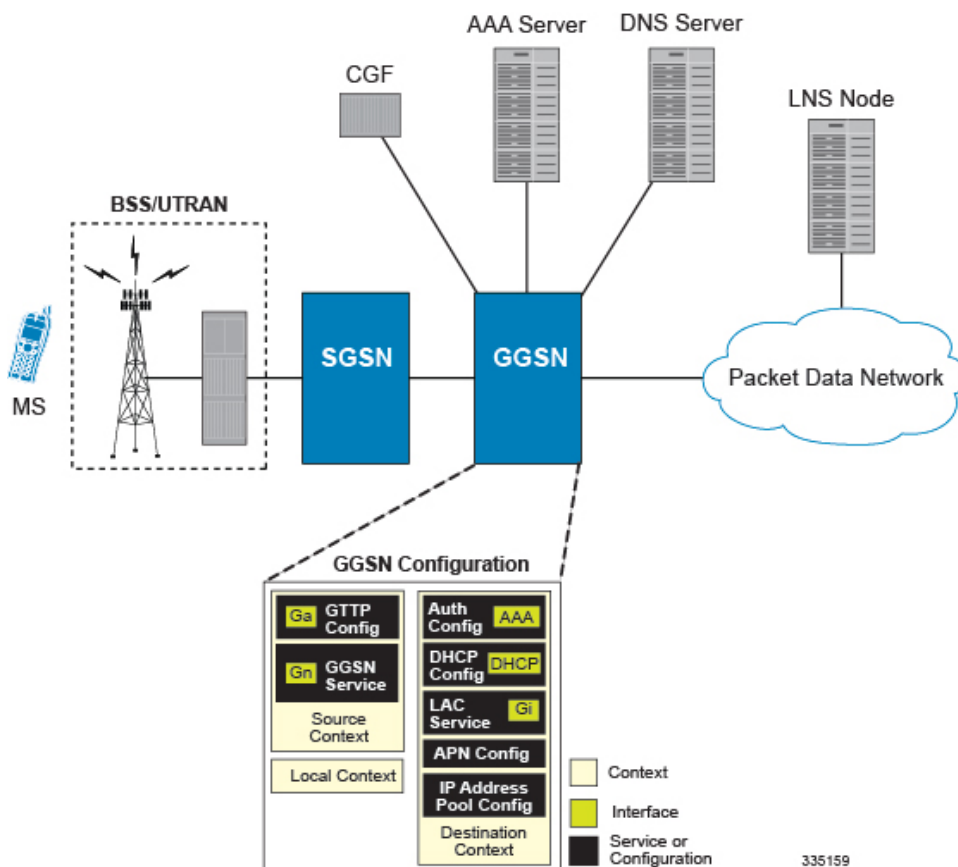 AAA Server
DNS Server
CGF
LNS Node
BSS/UTRAN
MS
SGSN
GGSN
Packet Data Network
GGSN Configuration
Ga
GTTP
Config
Gn
GGSN
Service
Source
Context
Local Context
Auth
Config
AAA
DHCP
Config
DHCP
LAC
Service
Gi
APN Config
IP Address
Pool Config
Destination
Context
Context
Interface
Service or
Configuration
335159